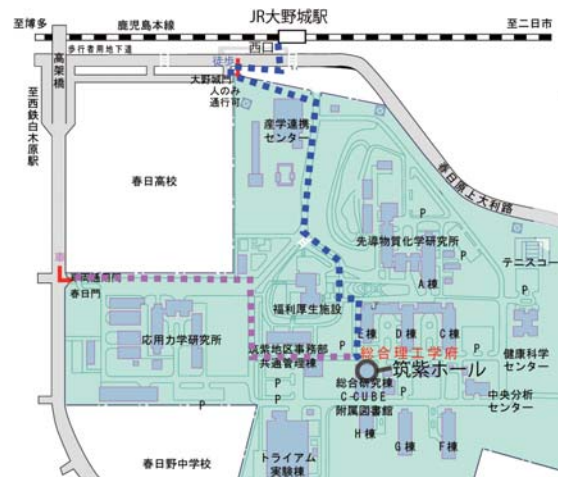 JR大野城駅
至博多
鹿児島本線
至二日市
西口
歩行者用地下道
徒歩
高架橋
大野城門
人のみ
通行可
至西鉄白木原駅
産学連携
センター
春日高校
春日原上大利路
P
先導物質化学研究所
テニスコー
P
車
車両通用門
春日門
A棟
P
福利厚生施設
応用力学研究所
E棟
D棟
C棟
P
P
健康科学
センター
筑紫地区事務部
共通管理棟
総合理工学府
筑紫ホール
P
P
P
総合研究棟
C-CUBE
附属図書館
P
中央分析
センター
H棟
G棟
F棟
春日野中学校
トライアム
実験棟